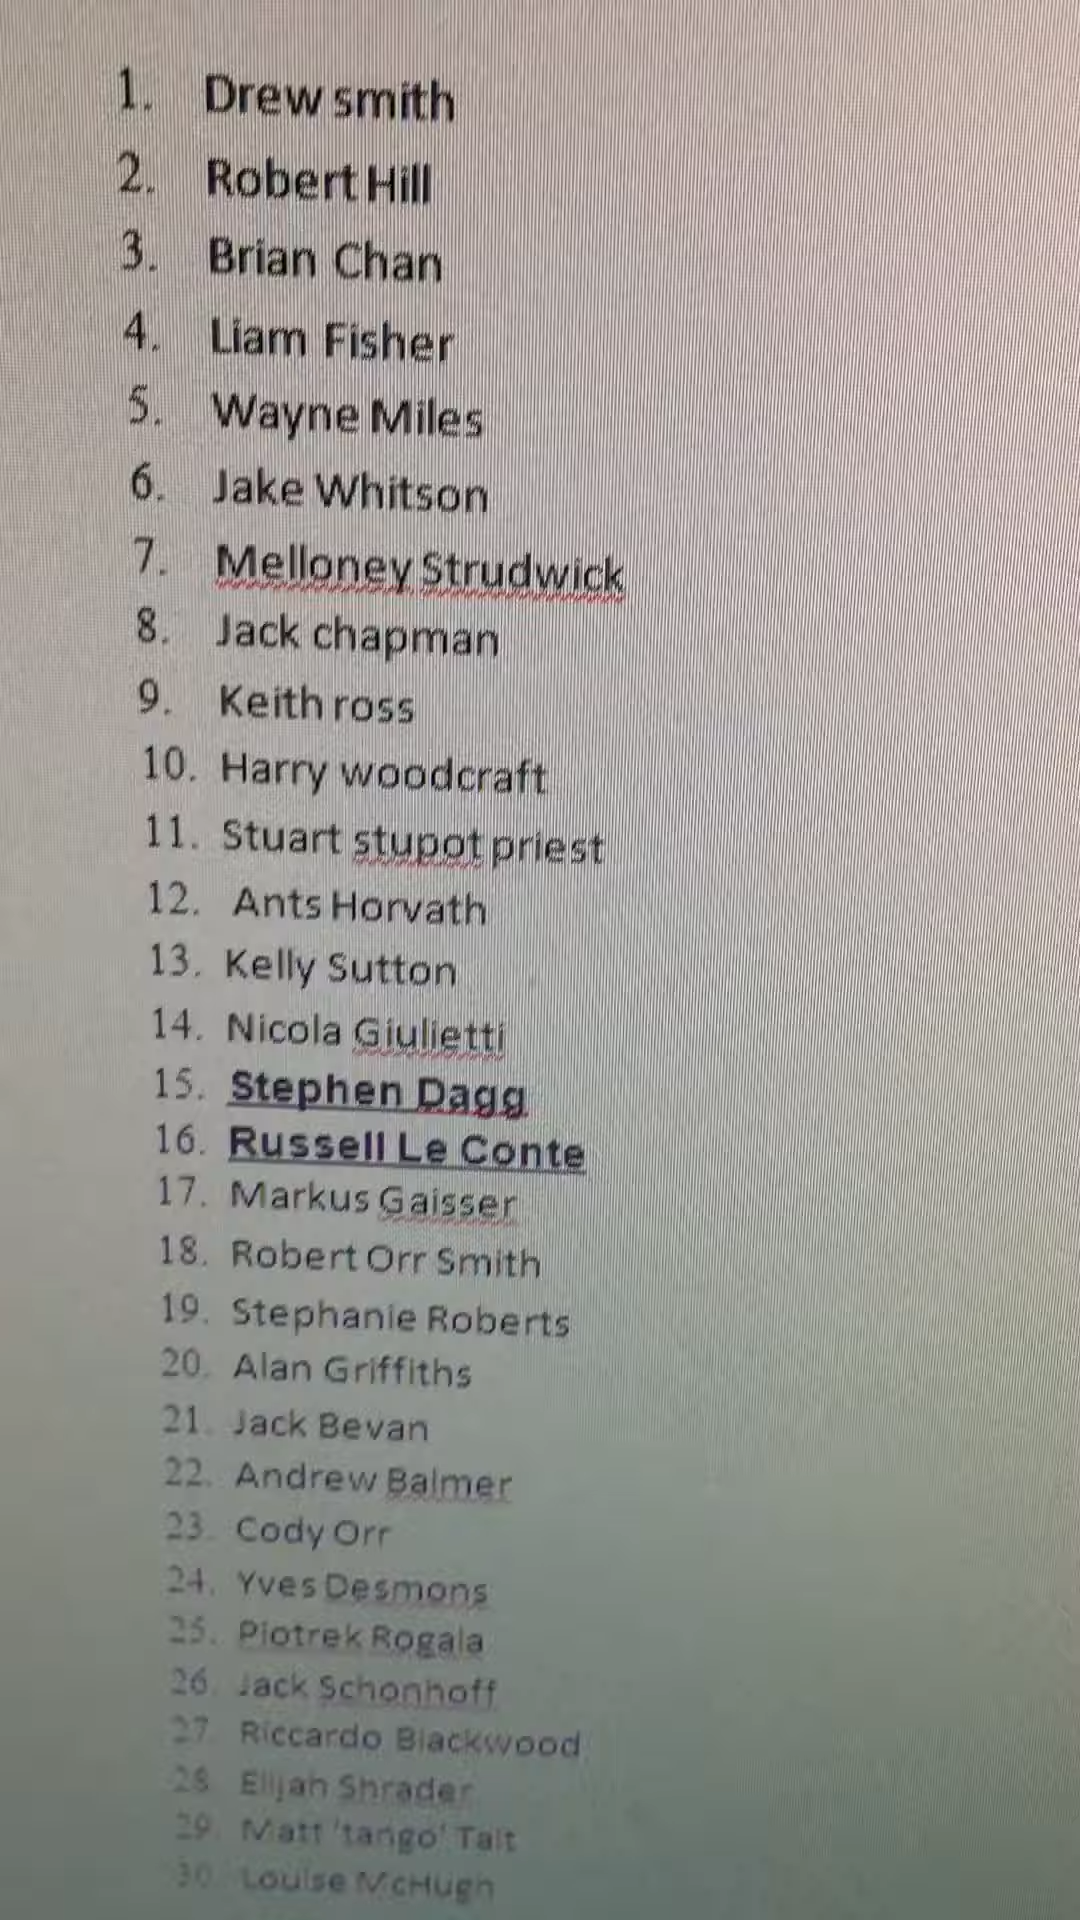 1. Drew smith
2. Robert Hill
3. Brian Chan
4. Liam Fisher
5. Wayne Miles
6. Jake Whitson
7. Melloney Strudwick
8. Jack chapman
9. Keith ross
10. Harry woodcraft
11. Stuart stupot priest
12. Ants Horvath
13. Kelly Sutton
14. Nicola Giulietti
15. Stephen Dagg
16. Russell Le Conte
17. Markus Gaisser
18. Robert Orr Smith
19. Stephanie Roberts
20. Alan Griffiths
21. Jack Bevan
22. Andrew Balmer
23. Cody Orr
24. Yves Desmons
25. Piotrek Rogala
26. Jack Schonhoff
27. Riccardo Blackwood
28. Elijah Shrader
29. Matt 'tango' Tait
30. Louise McHugh